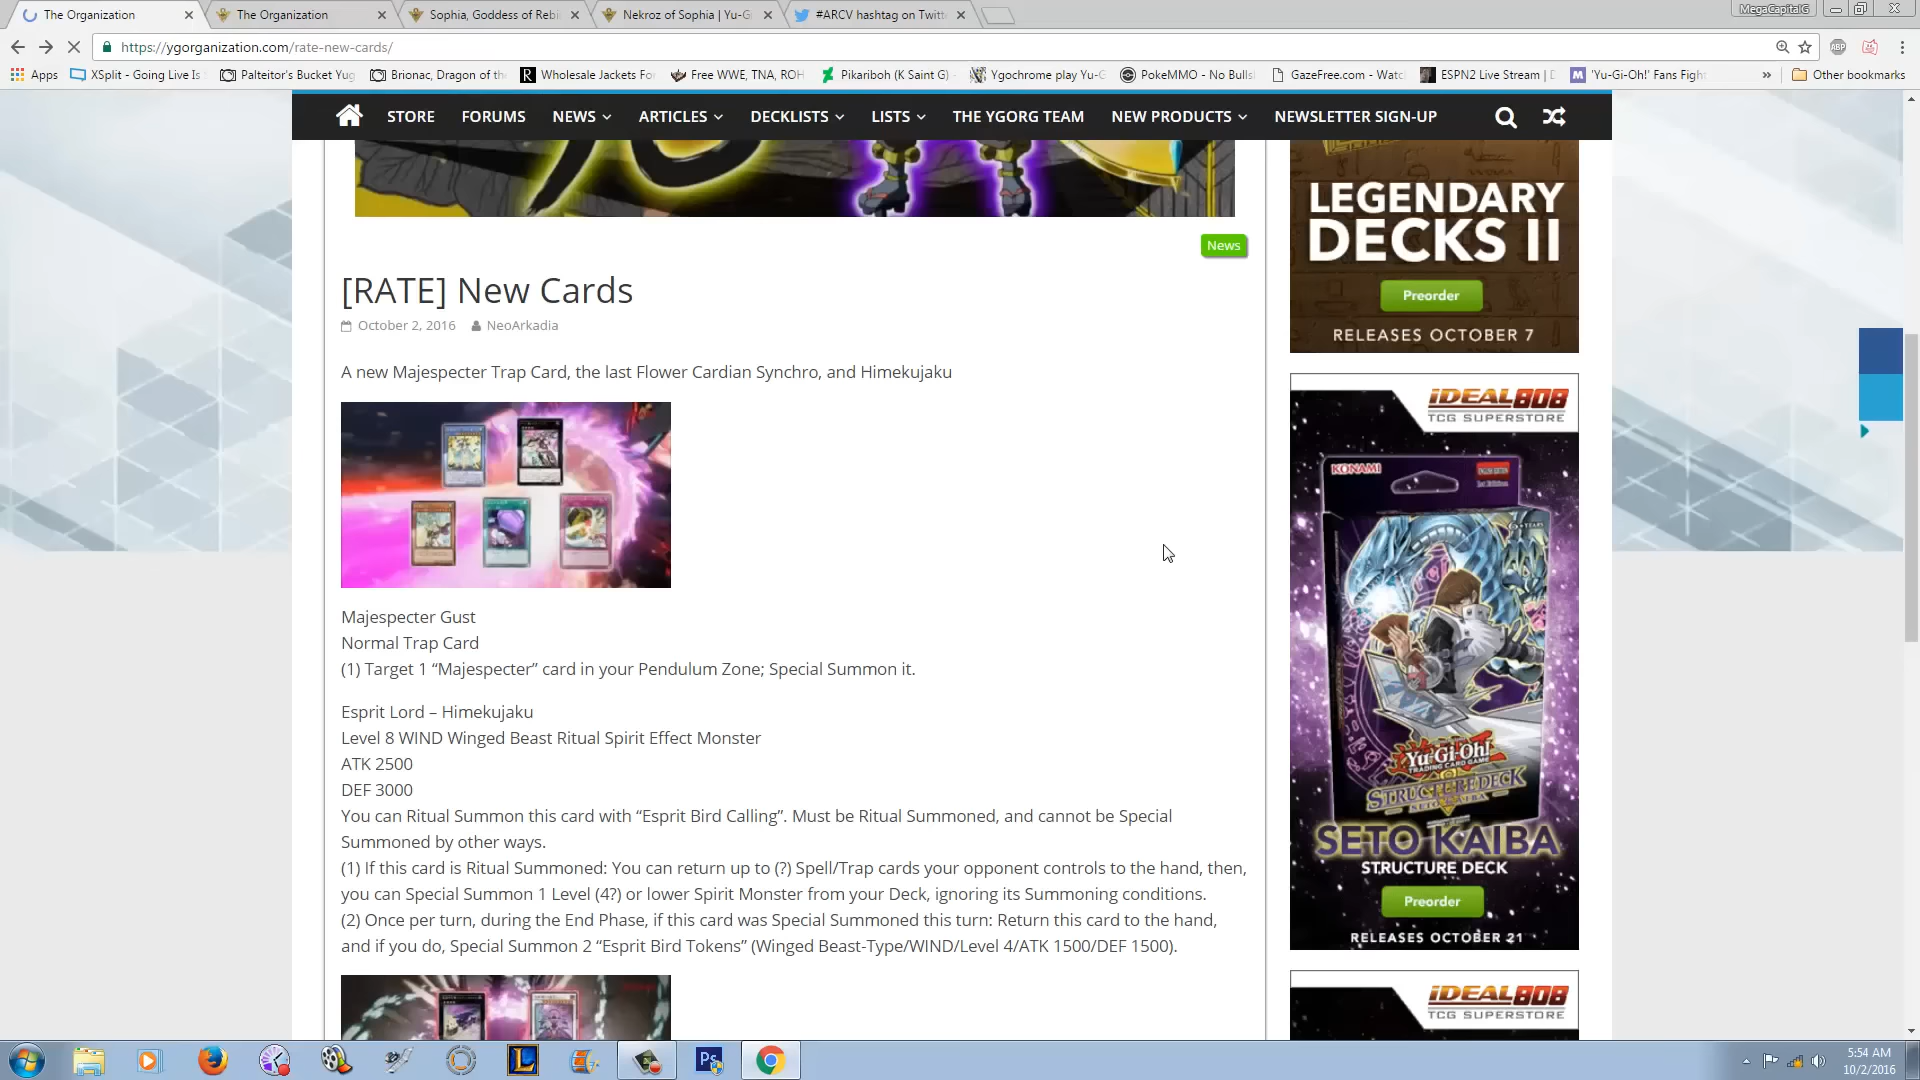 The Organization
The Organization
Sophia, Goddess of Rebi
Nekroz of Sophia | Yu-G
#ARCV hashtag on Twitt
MegaCapitalG
https://ygorganization.com/rate-new-cards/
Apps
XSplit - Going Live Is
Palteitor's Bucket Yug
Brionac, Dragon of the
Wholesale Jackets Fo
Free WWE, TNA, ROH
Pikariboh (K Saint G)
Ygochrome play Yu-G
PokeMMO - No Bulls
GazeFree.com - Watc
ESPN2 Live Stream | D
'Yu-Gi-Oh!' Fans Figh
»
Other bookmarks
STORE
FORUMS
NEWS
ARTICLES
DECKLISTS
LISTS
THE YGORG TEAM
NEW PRODUCTS
NEWSLETTER SIGN-UP
News
[RATE] New Cards
October 2, 2016
NeoArkadia
A new Majespecter Trap Card, the last Flower Cardian Synchro, and Himekujaku
Majespecter Gust
Normal Trap Card
(1) Target 1 “Majespecter” card in your Pendulum Zone; Special Summon it.
Esprit Lord – Himekujaku
Level 8 WIND Winged Beast Ritual Spirit Effect Monster
ATK 2500
DEF 3000
You can Ritual Summon this card with “Esprit Bird Calling”. Must be Ritual Summoned, and cannot be Special
Summoned by other ways.
(1) If this card is Ritual Summoned: You can return up to (?) Spell/Trap cards your opponent controls to the hand, then,
you can Special Summon 1 Level (4?) or lower Spirit Monster from your Deck, ignoring its Summoning conditions.
(2) Once per turn, during the End Phase, if this card was Special Summoned this turn: Return this card to the hand,
and if you do, Special Summon 2 “Esprit Bird Tokens” (Winged Beast-Type/WIND/Level 4/ATK 1500/DEF 1500).
LEGENDARY
DECKS II
Preorder
RELEASES OCTOBER 7
IDEAL808
TCG SUPERSTORE
KONAMI
Yu-Gi-Oh!
TRADING CARD GAME
STRUCTURE DECK
SETO KAIBA
SETO KAIBA
STRUCTURE DECK
Preorder
RELEASES OCTOBER 21
IDEAL808
TCG SUPERSTORE
5:54 AM
10/2/2016